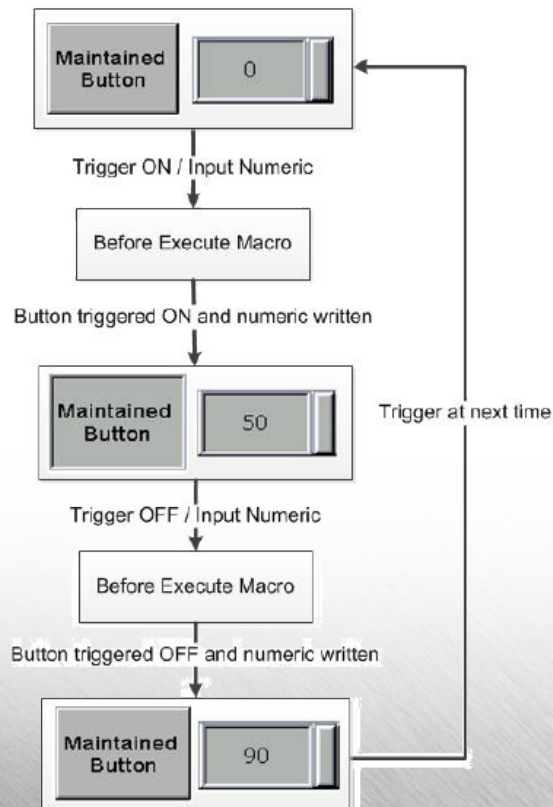 Maintained
Button
0
Trigger ON / Input Numeric
Before Execute Macro
Button triggered ON and numeric written
Maintained
Button
50
Trigger at next time
Trigger OFF / Input Numeric
Before Execute Macro
Button triggered OFF and numeric written
Maintained
Button
90